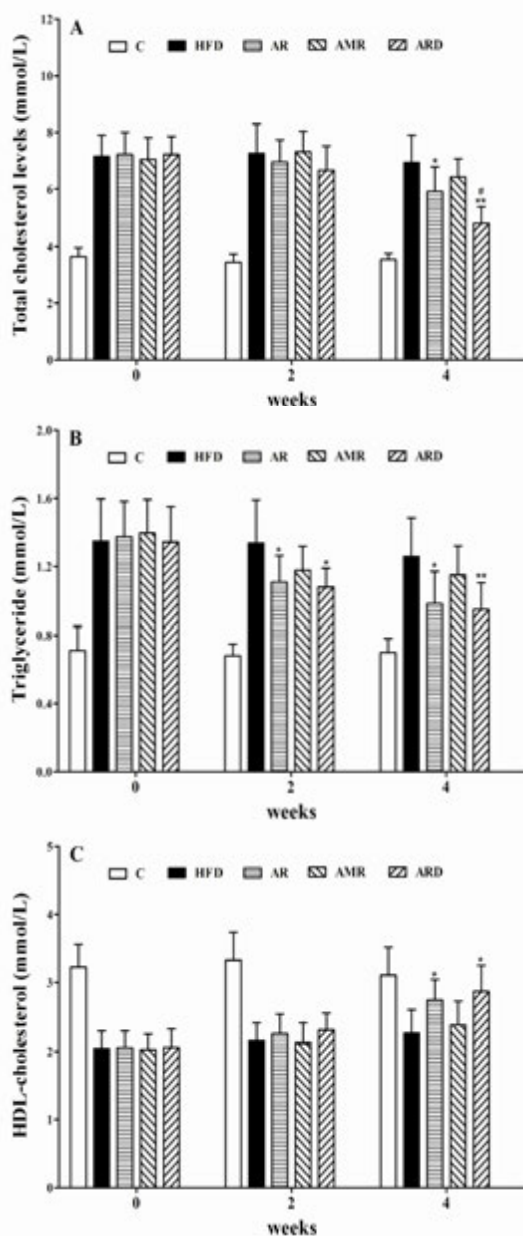 A
C HFD AR AMR ARD
Total cholesterol levels (mmol/L)
12
10
8
6
4
2
0
*
#
**
0 2 4
weeks
B
C HFD AR AMR ARD
Triglyceride (mmol/L)
2.0
1.6
1.2
0.8
0.4
0.0
* * * **
0 2 4
weeks
C
C HFD AR AMR ARD
HDL-cholesterol (mmol/L)
5
4
3
2
1
0
* *
0 2 4
weeks